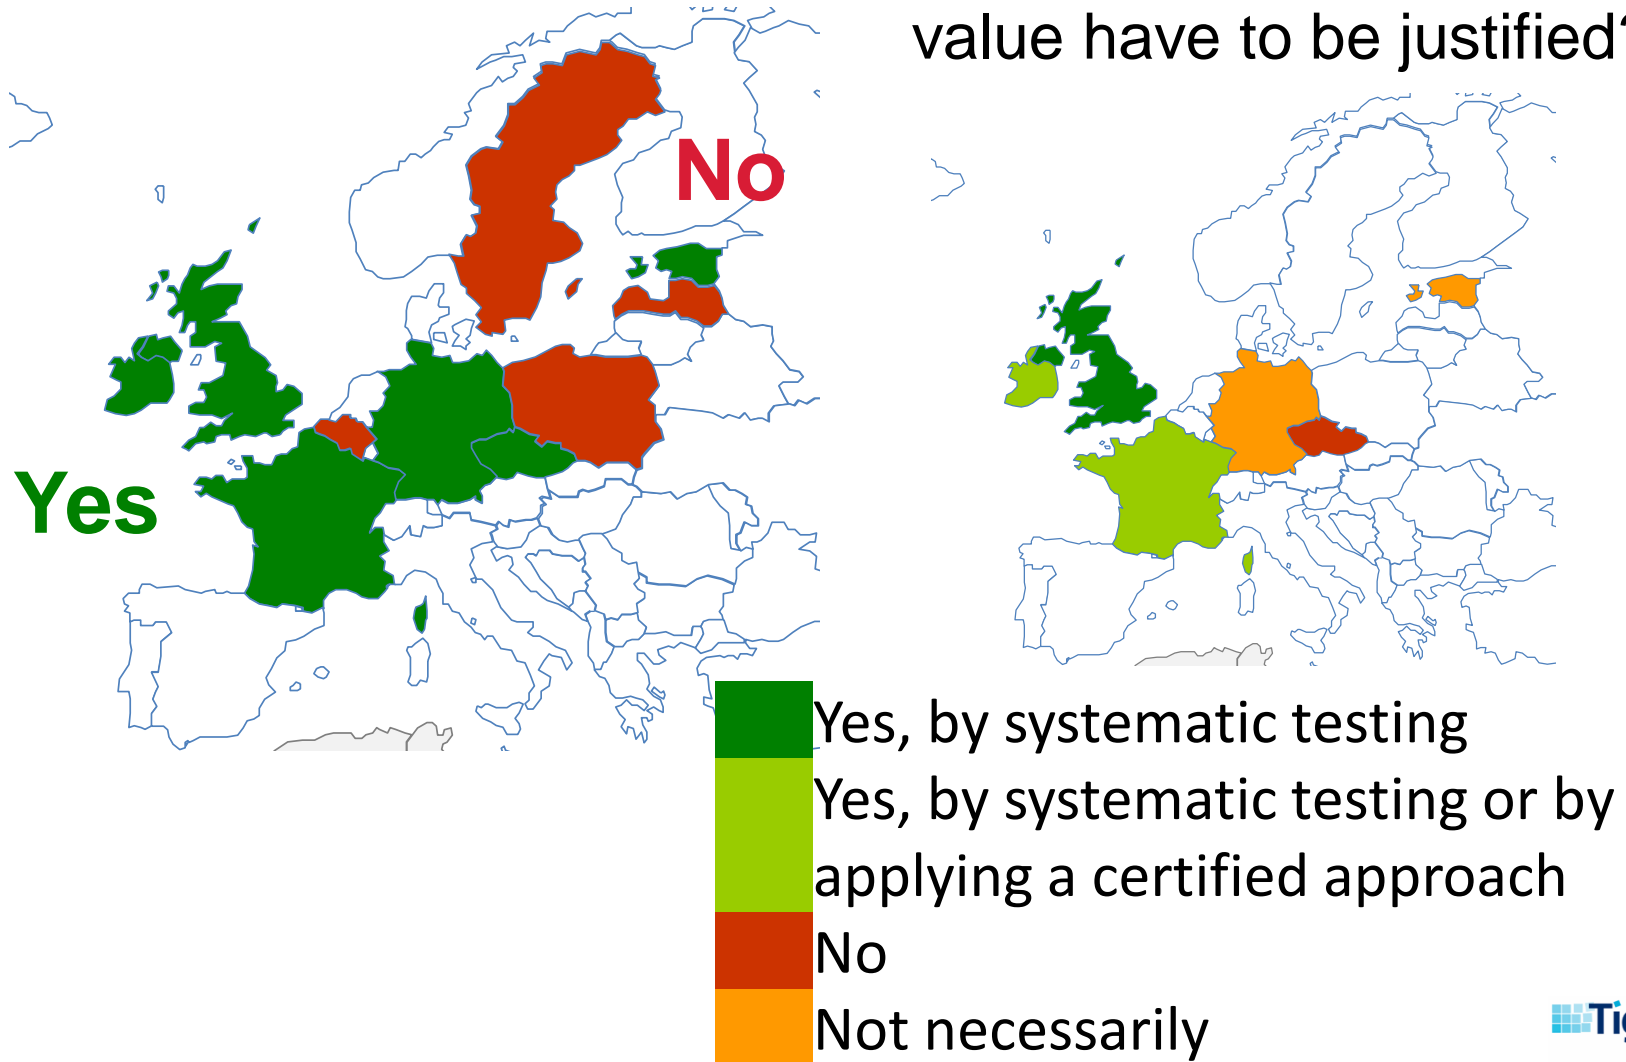 value have to be justified?
No
Yes
Yes, by systematic testing
Yes, by systematic testing or by
applying a certified approach
No
Not necessarily